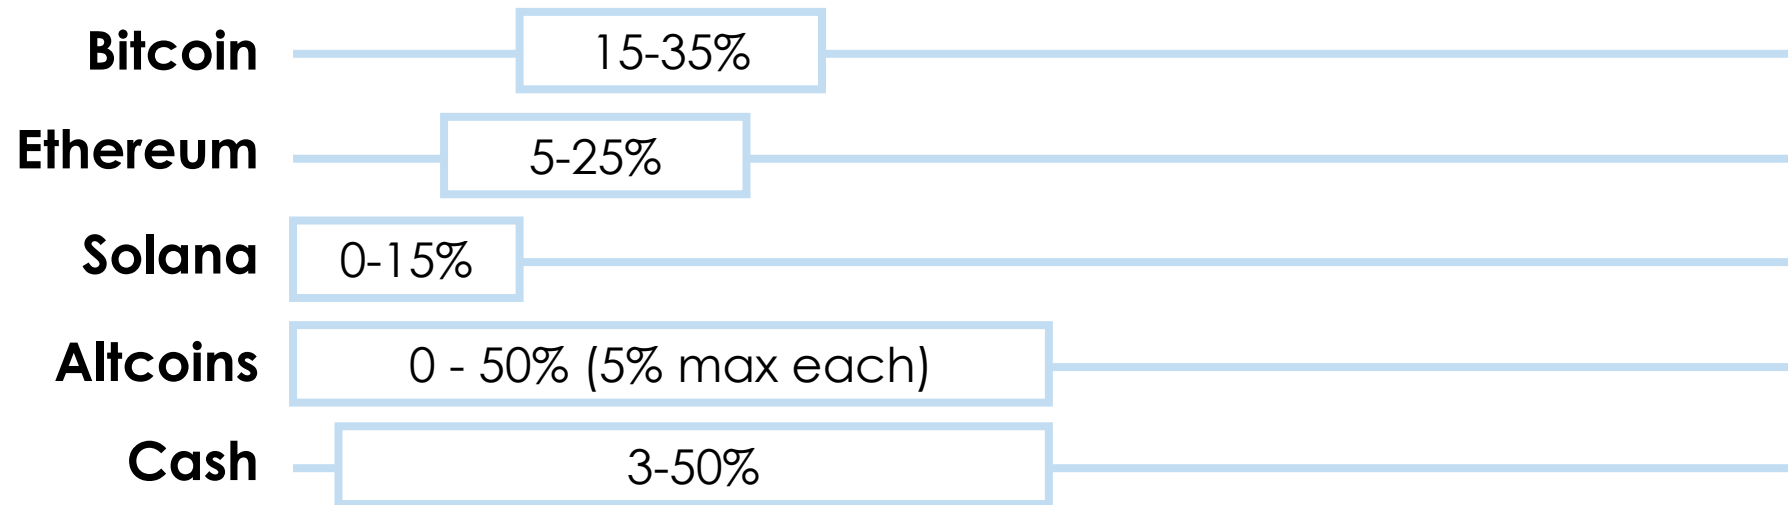 Bitcoin 15-35%
Ethereum 5-25%
Solana 0-15%
Altcoins 0 - 50% (5% max each)
Cash 3-50%